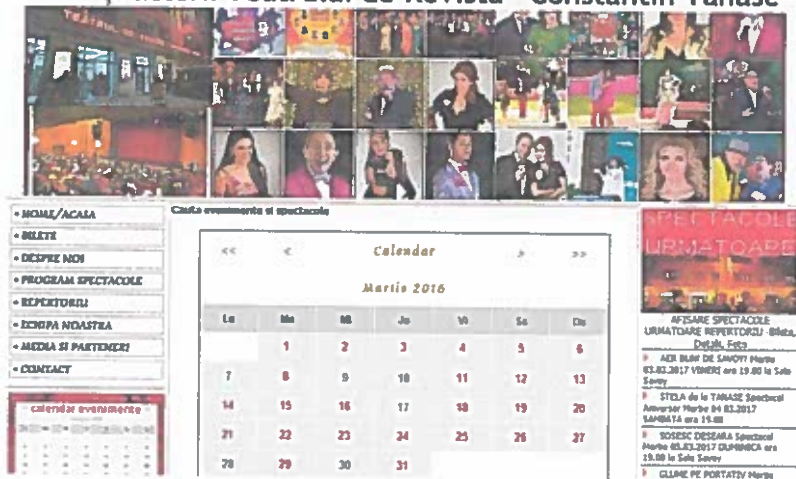 Teatrului de Revista "Constantin Tanase"
TEATRUL DE
• HOME/ACASA
• BILETE
• DESPRE NOI
• PROGRAM SPECTACOLE
• REPERTORIU
• ECHIPA NOASTRA
• MEDIA SI PARTENERI
• CONTACT
calendar evenimente
Cauta evenimente si spectacole
<< < Calendar > >>
Martie 2016
Lu Ma Mi Jo Vi Sa Du
1 2 3 4 5 6
7 8 9 10 11 12 13
14 15 16 17 18 19 20
21 22 23 24 25 26 27
28 29 30 31
SPECTACOLE
URMATOARE
AFISARE SPECTACOLE
URMATOARE REPERTORIU - Bilete,
Detalii, Foto
AER BUN! DE SAVOY! Martie
03.03.2017 VINERI ora 19.00 la Sala
Savoy
STELA de la TANASE Spectacol
Aniversar Martie 04 03.2017
SAMBATA ora 19.00
SOSESC DESEARA Spectacol
Martie 05.03.2017 DUMINICA ora
19.00 la Sala Savoy
GLUME PE PORTATIV Martie